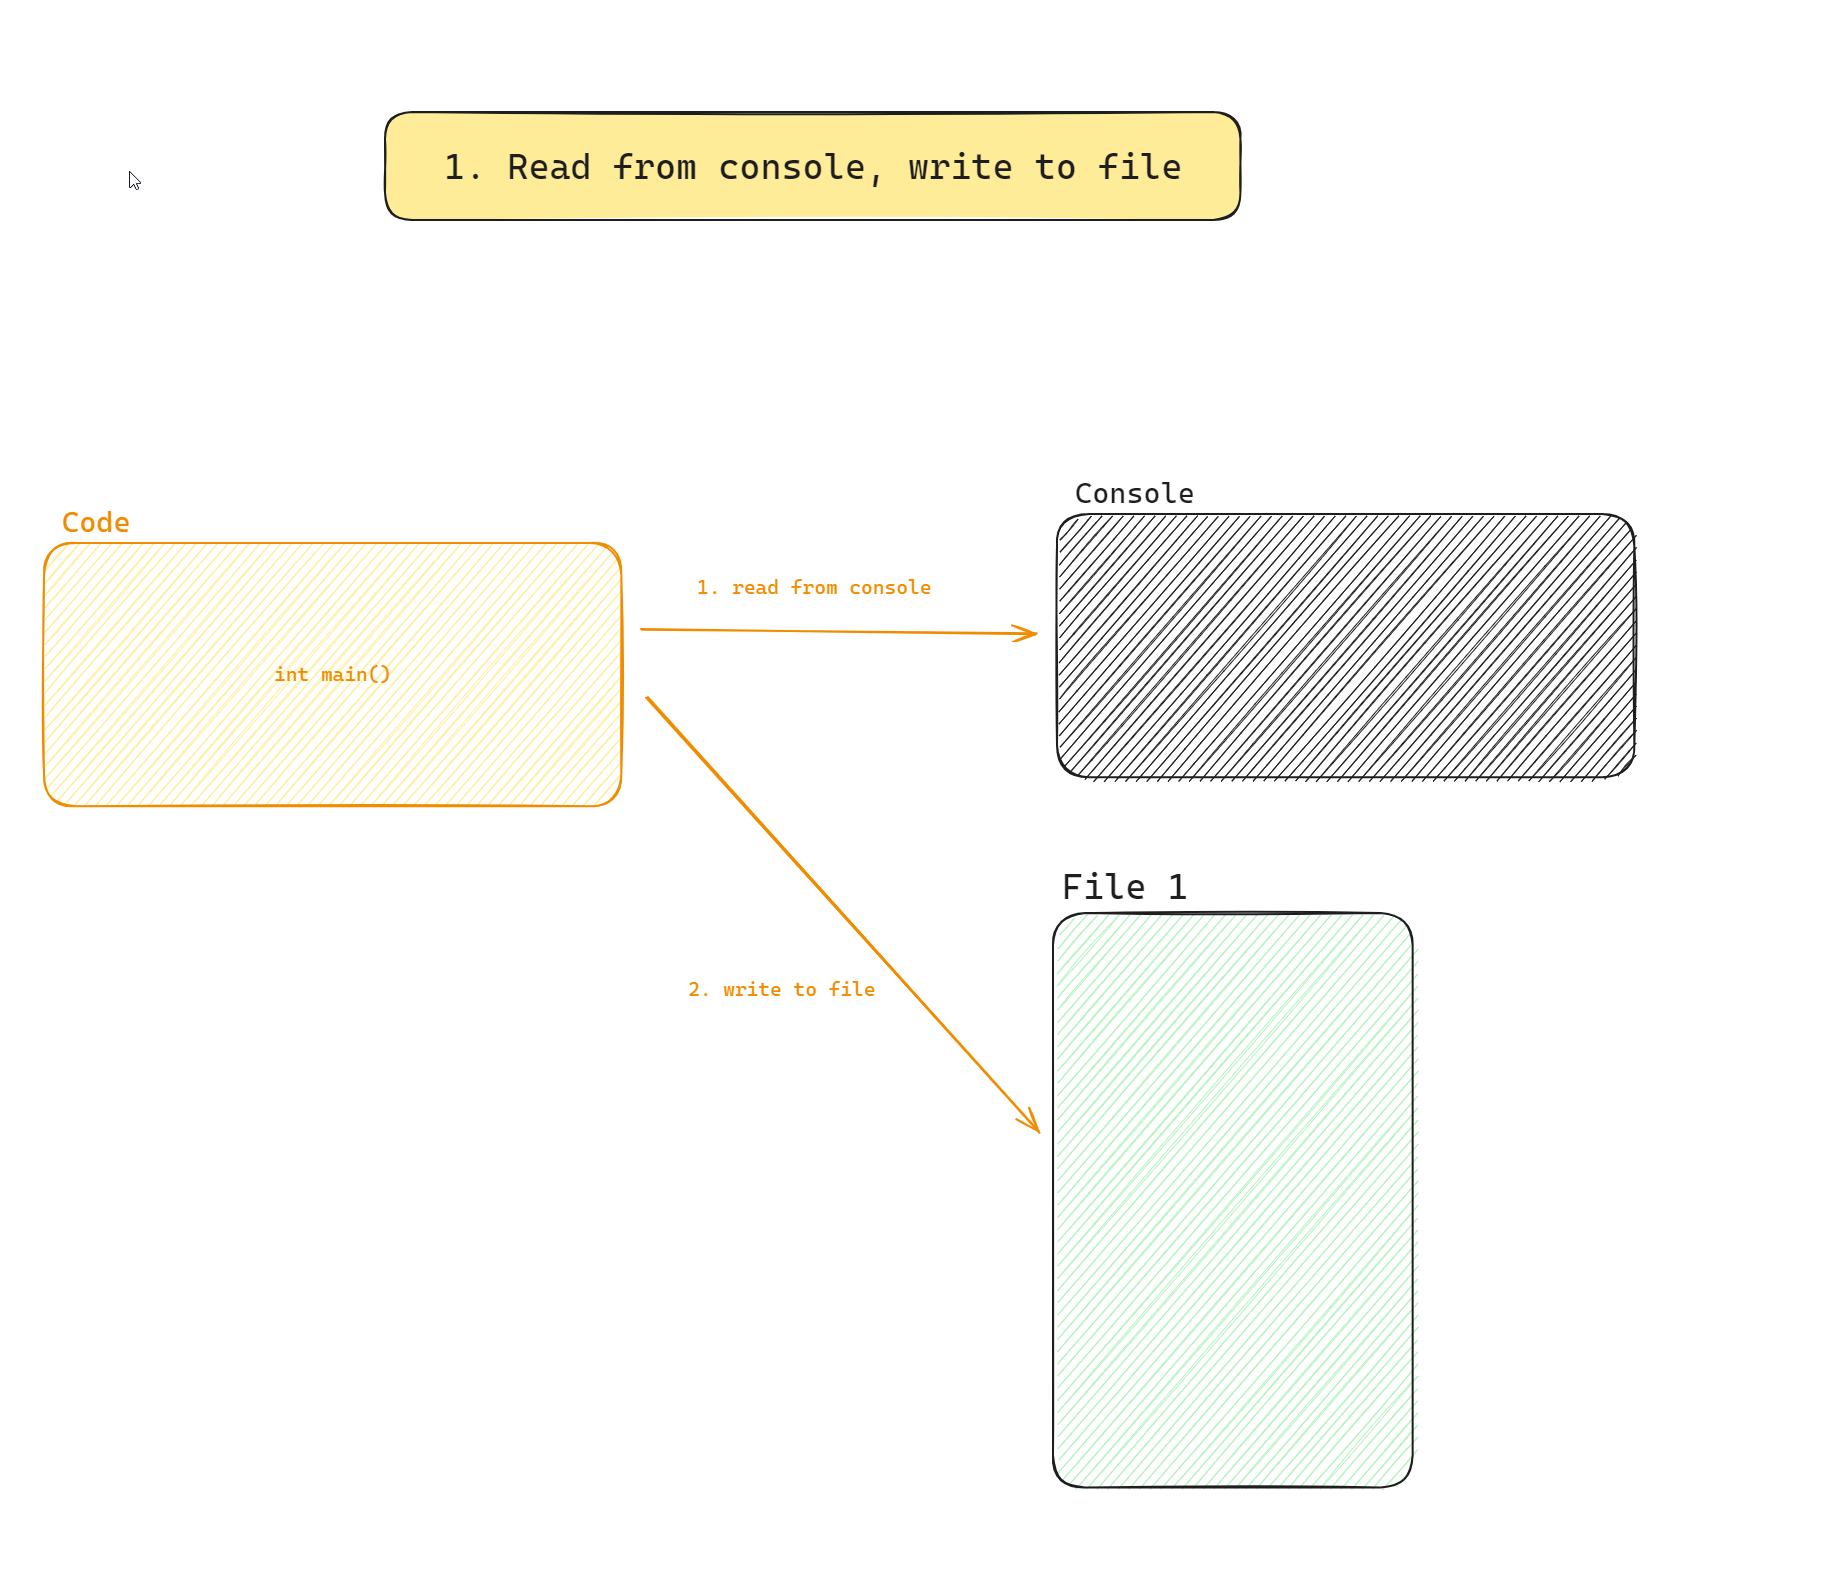 1. Read from console, write to file
Console
Code
1. read from console
int main()
File 1
2. write to file